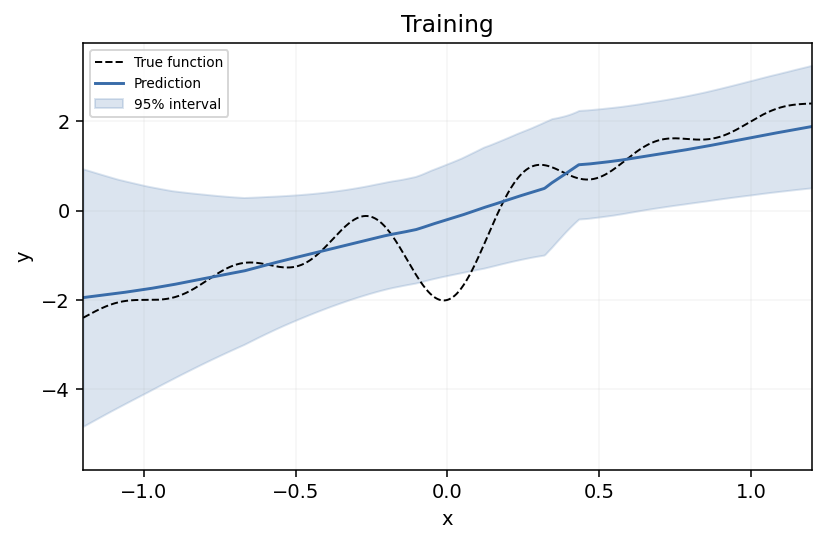 Training
True function
Prediction
95% interval
y
2
0
−2
−4
−1.0
−0.5
0.0
0.5
1.0
x